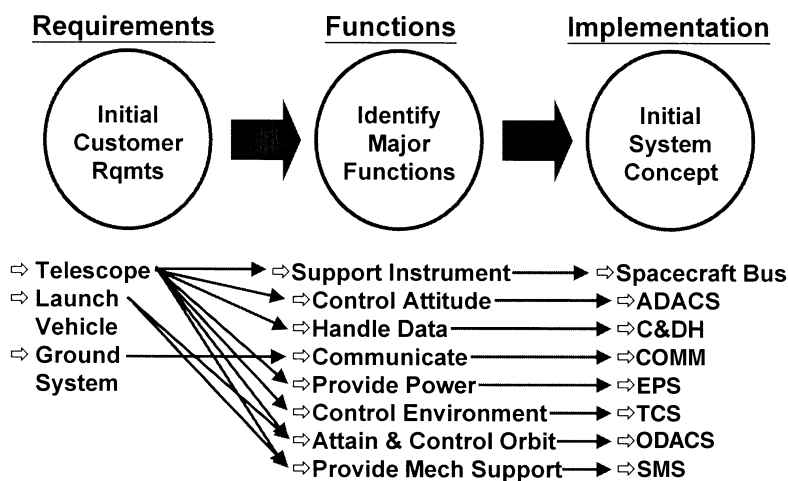 Requirements
Functions
Implementation
Initial
Customer
Rqmts
Identify
Major
Functions
Initial
System
Concept
⇨ Telescope
⇨ Launch
Vehicle
⇨ Ground
System
⇨Support Instrument
⇨Control Attitude
⇨Handle Data
⇨Communicate
⇨Provide Power
⇨Control Environment
⇨Attain & Control Orbit
⇨Provide Mech Support
⇨Spacecraft Bus
⇨ADACS
⇨C&DH
⇨COMM
⇨EPS
⇨TCS
⇨ODACS
⇨SMS